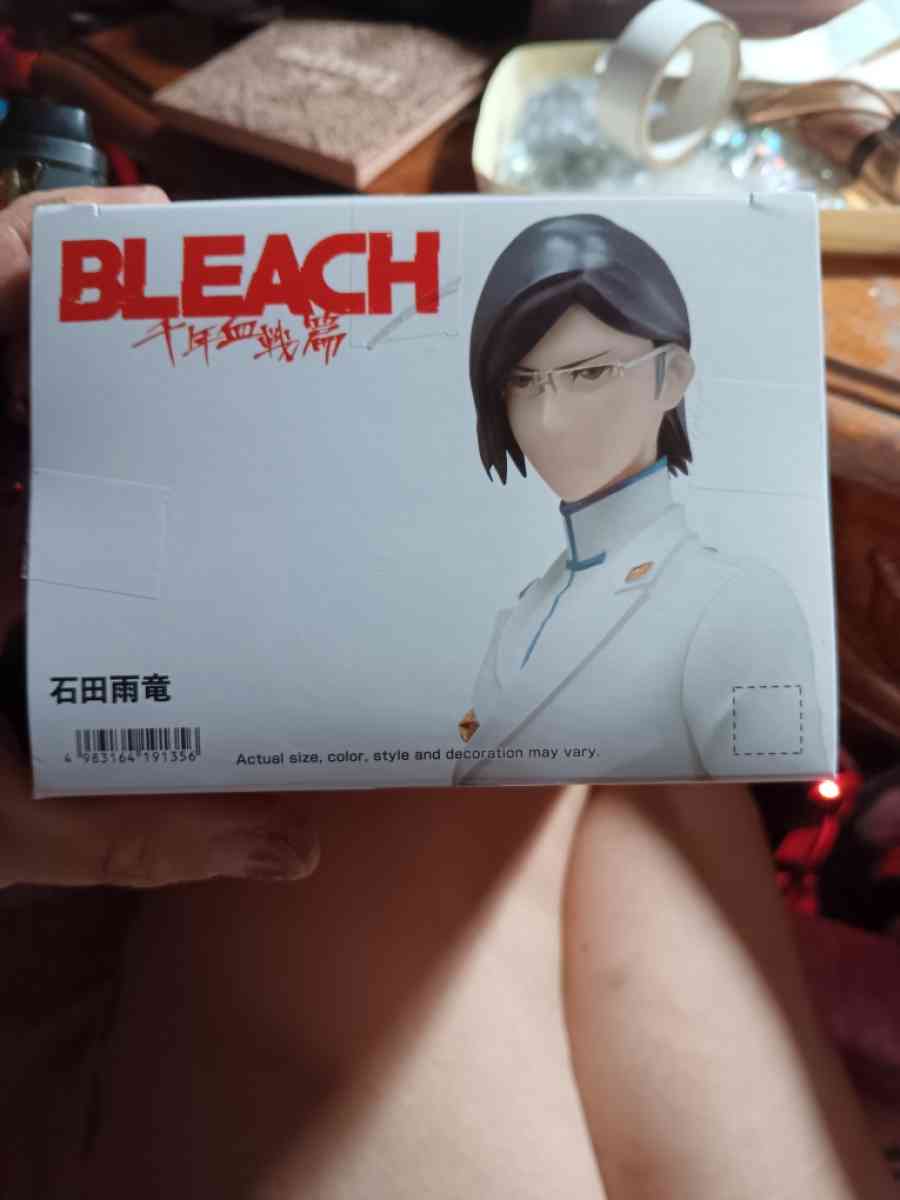 BLEACH
千年血戦篇
石田雨竜
4 983164 191356
Actual size, color, style and decoration may vary.